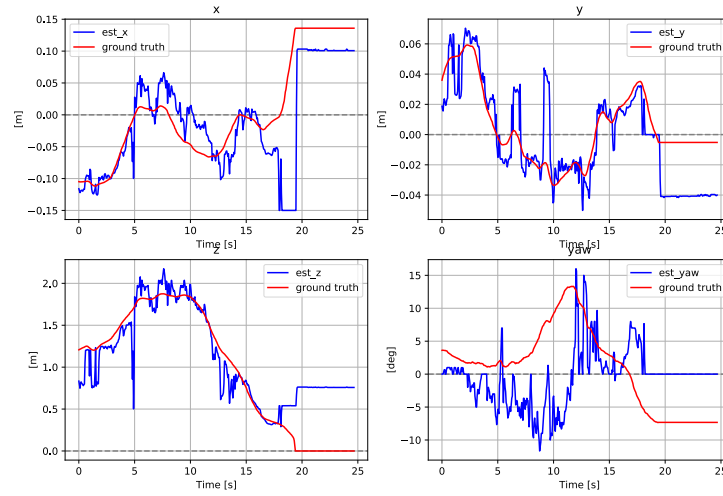 x
0.15
0.10
0.05
0.00
−0.05
−0.10
−0.15
[m]
est_x
ground truth
0
5
10
15
20
25
Time [s]
y
0.06
0.04
0.02
0.00
−0.02
−0.04
[m]
est_y
ground truth
0
5
10
15
20
25
Time [s]
z
2,0
1.5
1.0
0.5
0.0
[m]
est_z
ground truth
0
5
10
15
20
25
Time [s]
yaw
15
10
5
0
−5
−10
[deg]
est_yaw
ground truth
0
5
10
15
20
25
Time [s]